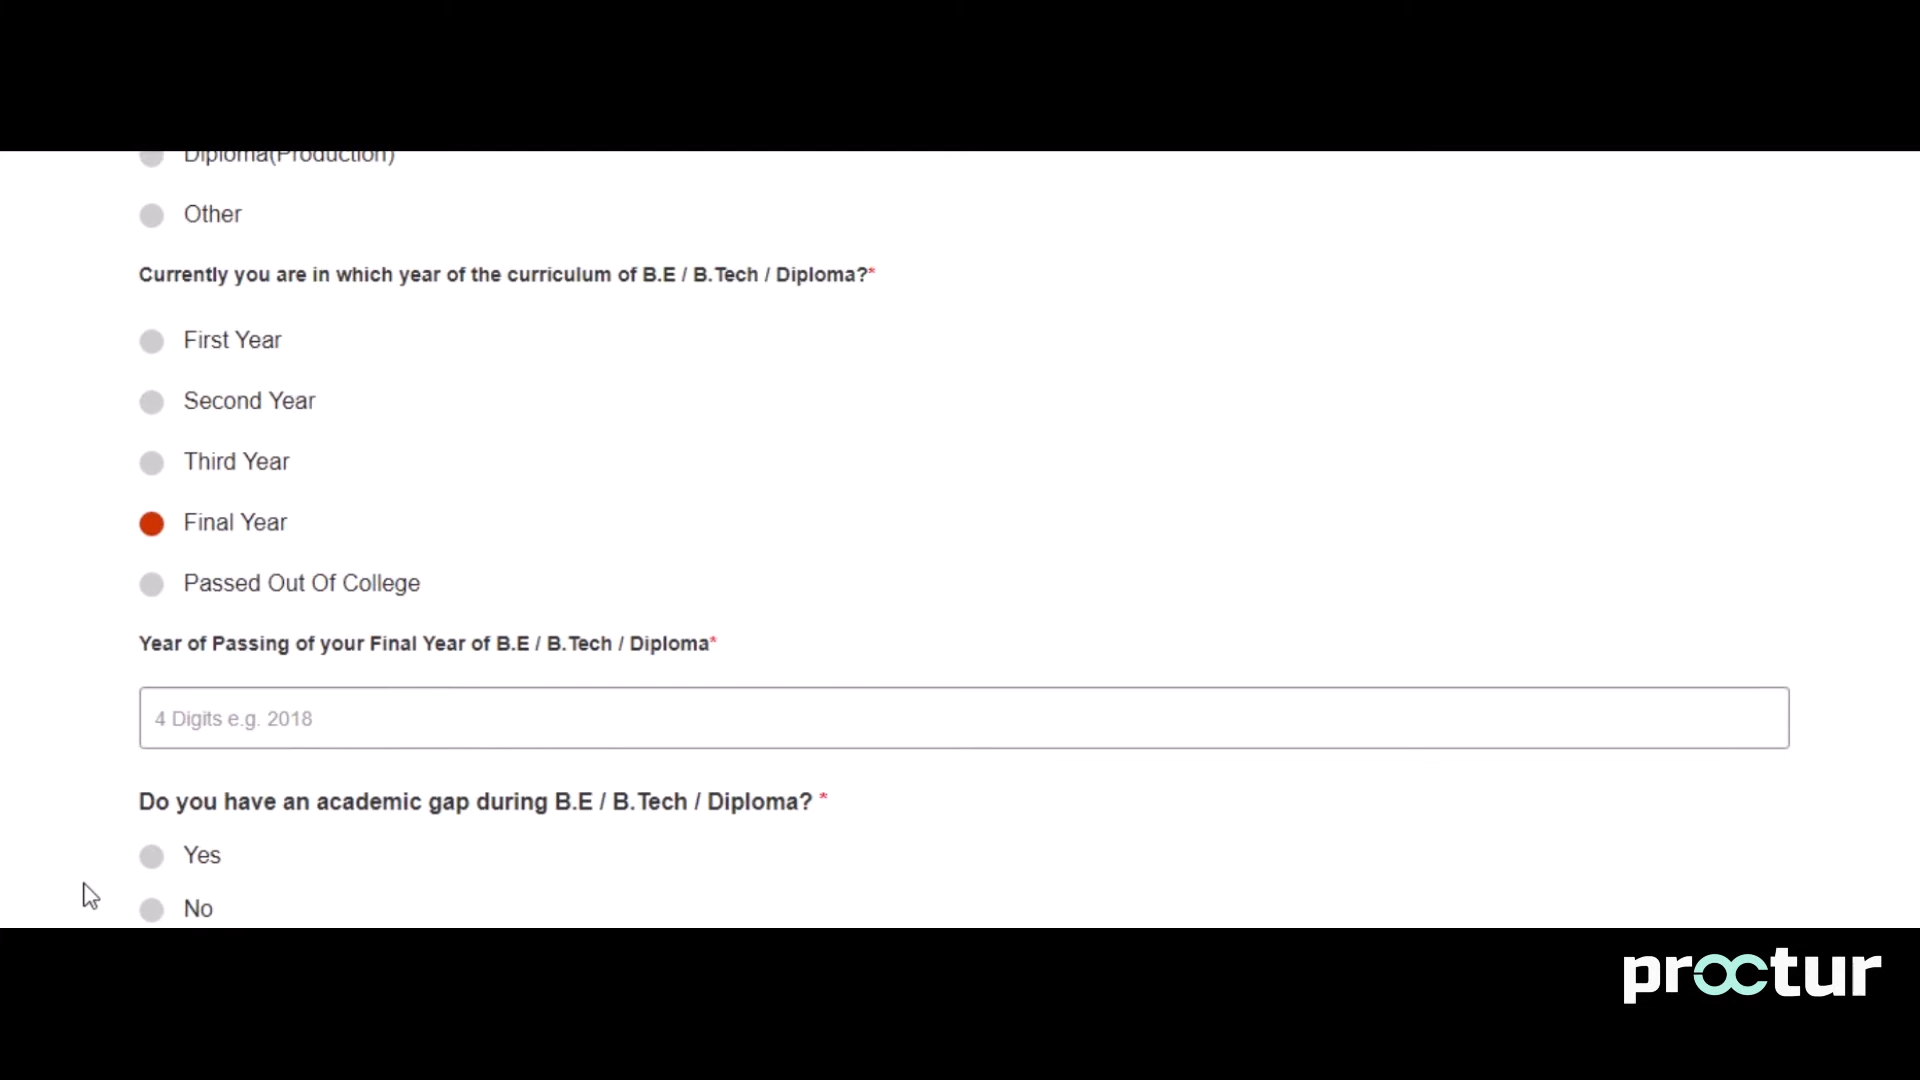 Diploma(Production)
Other
Currently you are in which year of the curriculum of B.E / B.Tech / Diploma?*
First Year
Second Year
Third Year
Final Year
Passed Out Of College
Year of Passing of your Final Year of B.E / B.Tech / Diploma*
4 Digits e.g. 2018
Do you have an academic gap during B.E / B.Tech / Diploma? *
Yes
No
proctur